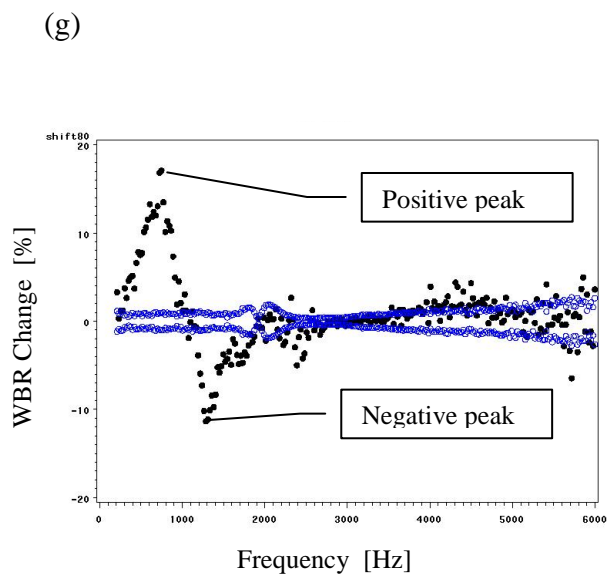 (g)
shift80
20
10
0
-10
-20
0 1000 2000 3000 4000 5000 6000
WBR Change [%]
Positive peak
Negative peak
Frequency [Hz]